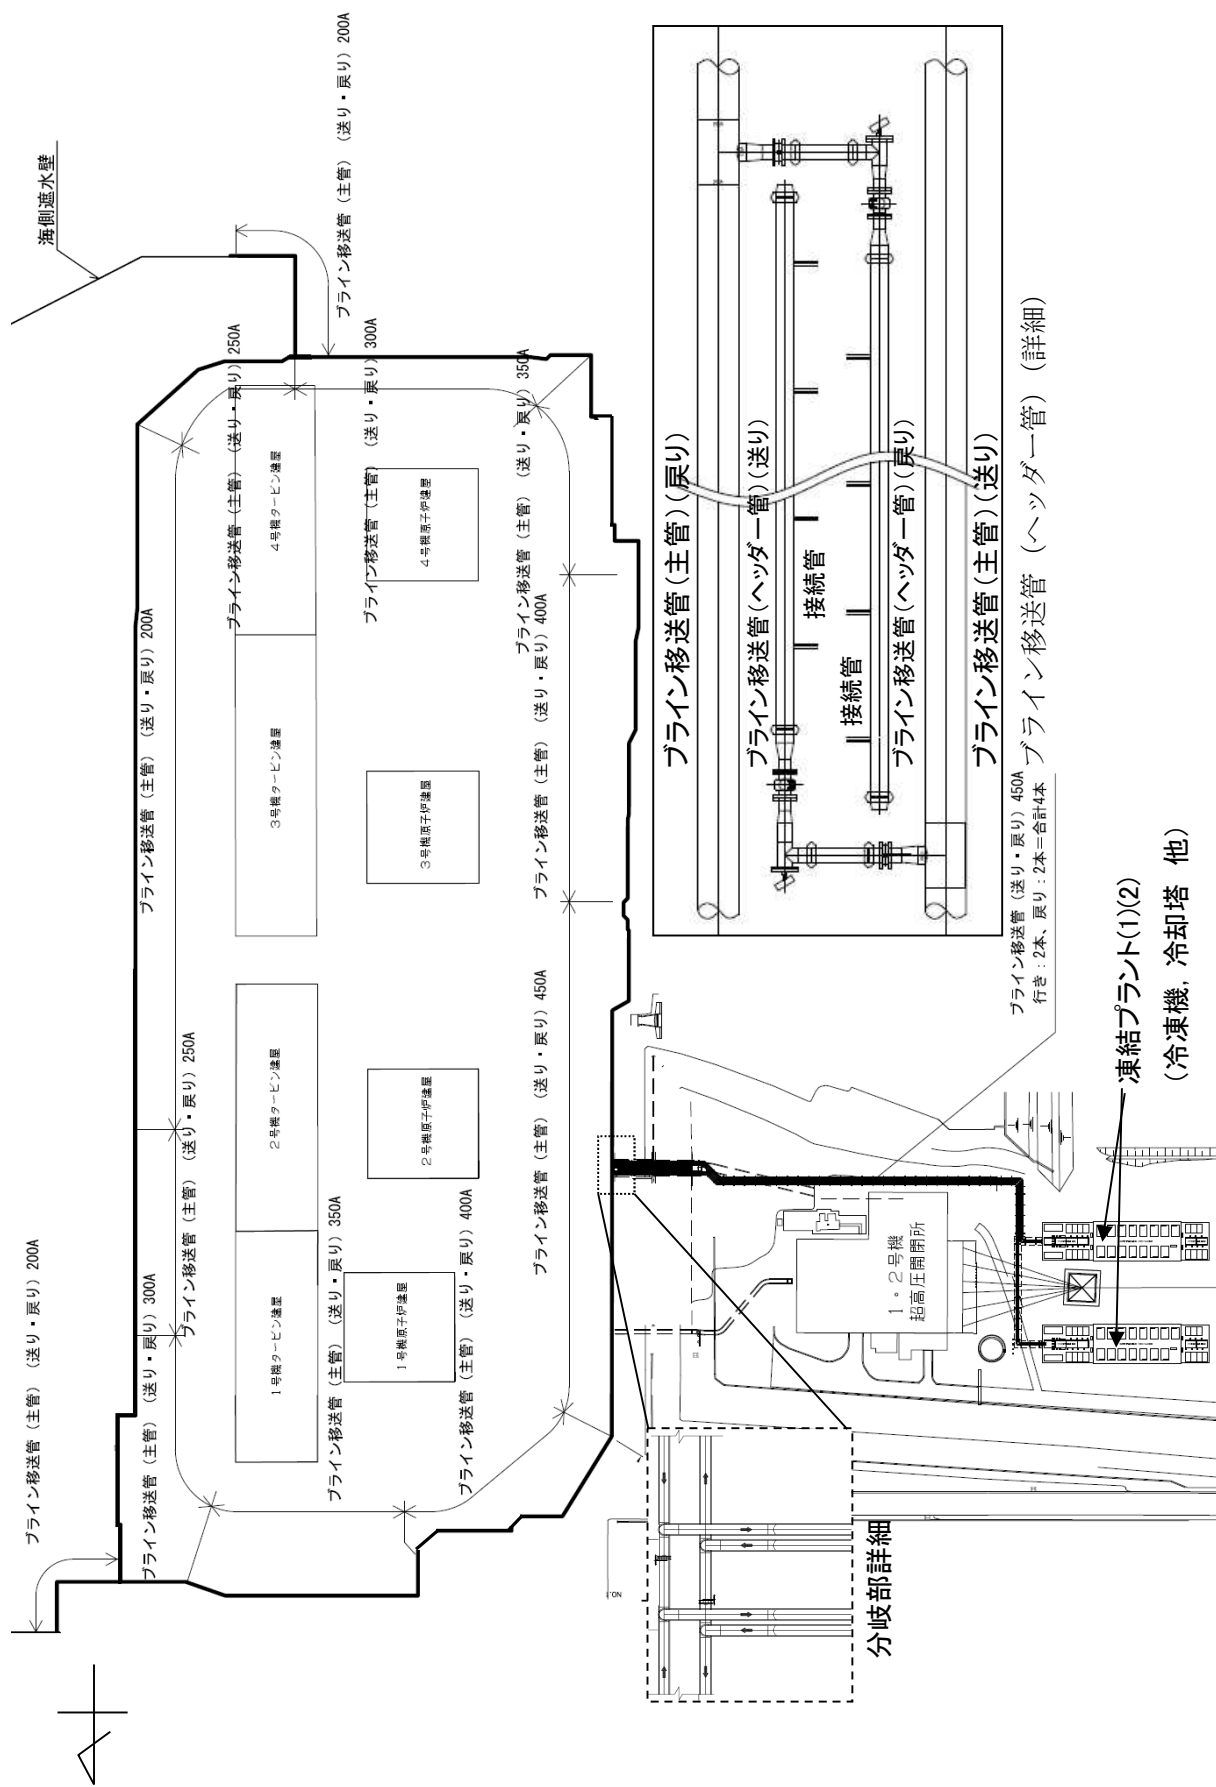 海側遮水壁
ブライン移送管（主管）（送り・戻り）200A
ブライン移送管（主管）（送り・戻り）200A
ブライン移送管（主管）（送り・戻り）300A
ブライン移送管（主管）（送り・戻り）250A
ブライン移送管（主管）（送り・戻り）200A
ブライン移送管（主管）（送り・戻り）250A
ブライン移送管（主管）（送り・戻り）300A
ブライン移送管（主管）（送り・戻り）350A
ブライン移送管（主管）（送り・戻り）350A
ブライン移送管（主管）（送り・戻り）400A
ブライン移送管（主管）（送り・戻り）450A
ブライン移送管（主管）（送り・戻り）400A
1号機タービン建屋
2号機タービン建屋
3号機タービン建屋
4号機タービン建屋
1号機原子炉建屋
2号機原子炉建屋
3号機原子炉建屋
4号機原子炉建屋
ブライン移送管（主管）（戻り）
ブライン移送管（ヘッダー管）（送り）
接続管
接続管
ブライン移送管（ヘッダー管）（戻り）
ブライン移送管（主管）（送り）
ブライン移送管（ヘッダー管）（詳細）
ブライン移送管（送り・戻り）450A
行き：2本、戻り：2本＝合計4本
凍結プラント(1)(2)
（冷凍機，冷却塔　他）
1・2号機
超高圧開閉所
分岐部詳細